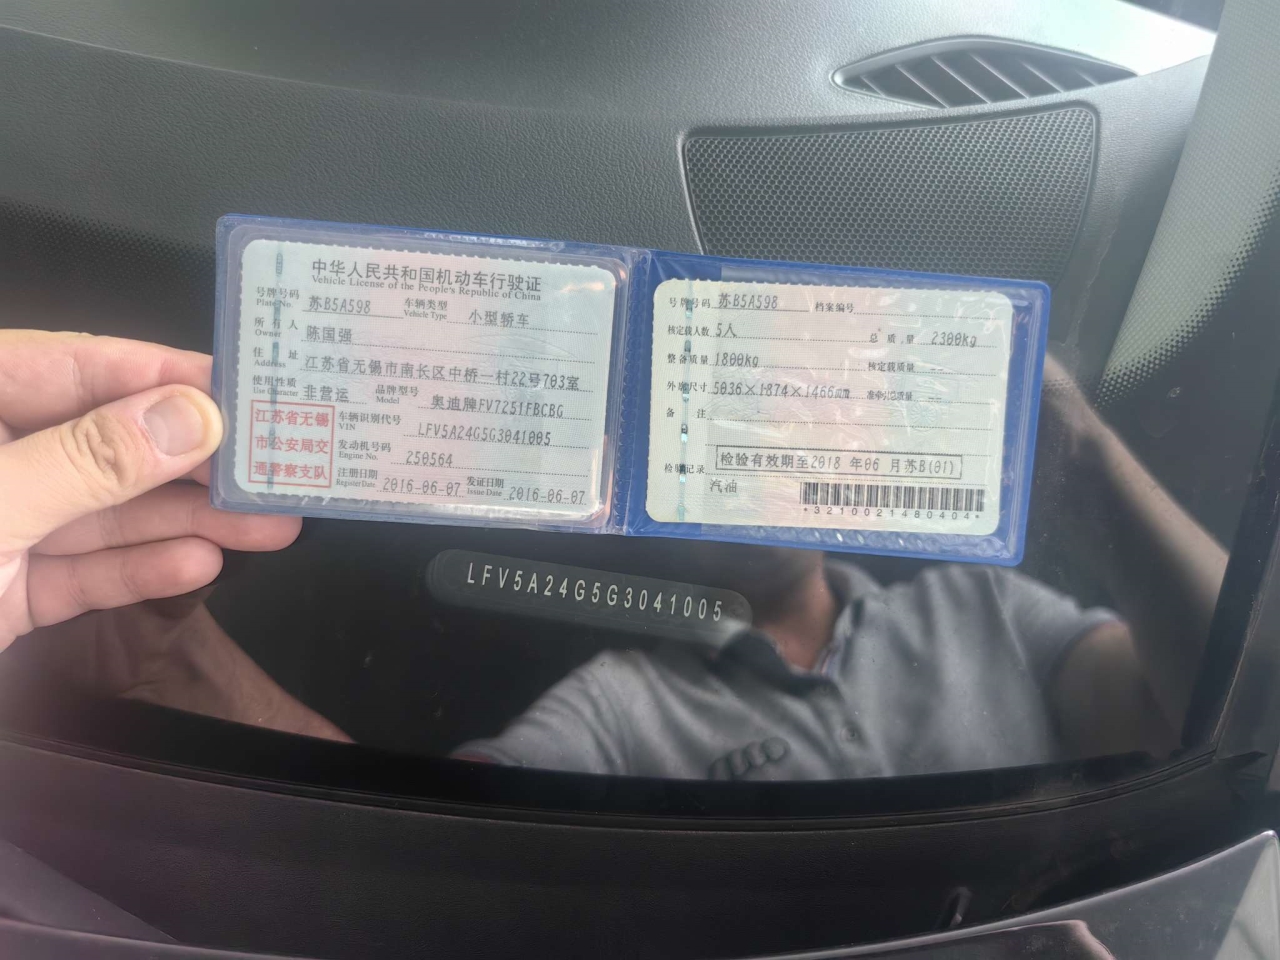 中华人民共和国机动车行驶证
Vehicle License of the People's Republic of China
号牌号码 苏B5A598 车辆类型 小型轿车
Plate No Vehicle Type
所有人 陈国强
Owner
住址 江苏省无锡市南长区中桥一村22号703室
Address
使用性质 非营运 品牌型号 奥迪牌FV7251FBCBG
Use Character Model
江苏省无锡
市公安局交
通警察支队
车辆识别代号 LFV5A24G5G3041005
VIN
发动机号码 250564
Engine No.
注册日期 2016-06-07 发证日期 2016-06-07
Register Date Issue Date
号牌号码 苏B5A598 档案编号
核定载人数 5人 总质量 2300kg
整备质量 1800kg 核定载质量 --
外廓尺寸 5036×1874×1466mm 准牵引总质量 --
备注
检验记录 检验有效期至2018 年06 月苏B(01)
汽油
*3210021480404*
LFV5A24G5G3041005